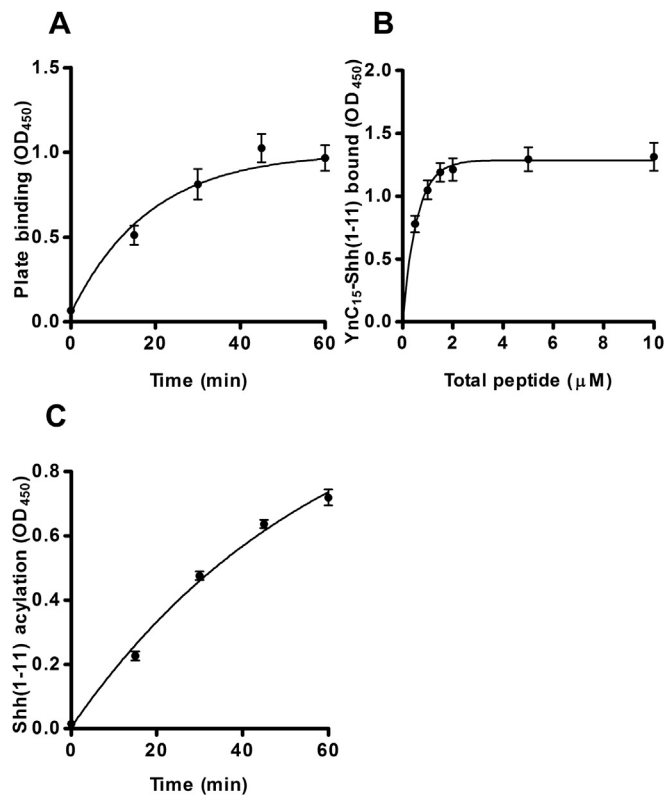 A
Plate binding (OD450)
1.5
1.0
0.5
0.0
0 20 40 60
Time (min)
B
YnC15-Shh(1-11) bound (OD450)
2.0
1.5
1.0
0.5
0.0
0 2 4 6 8 10
Total peptide (μM)
C
Shh(1-11) acylation (OD450)
0.8
0.6
0.4
0.2
0.0
0 20 40 60
Time (min)